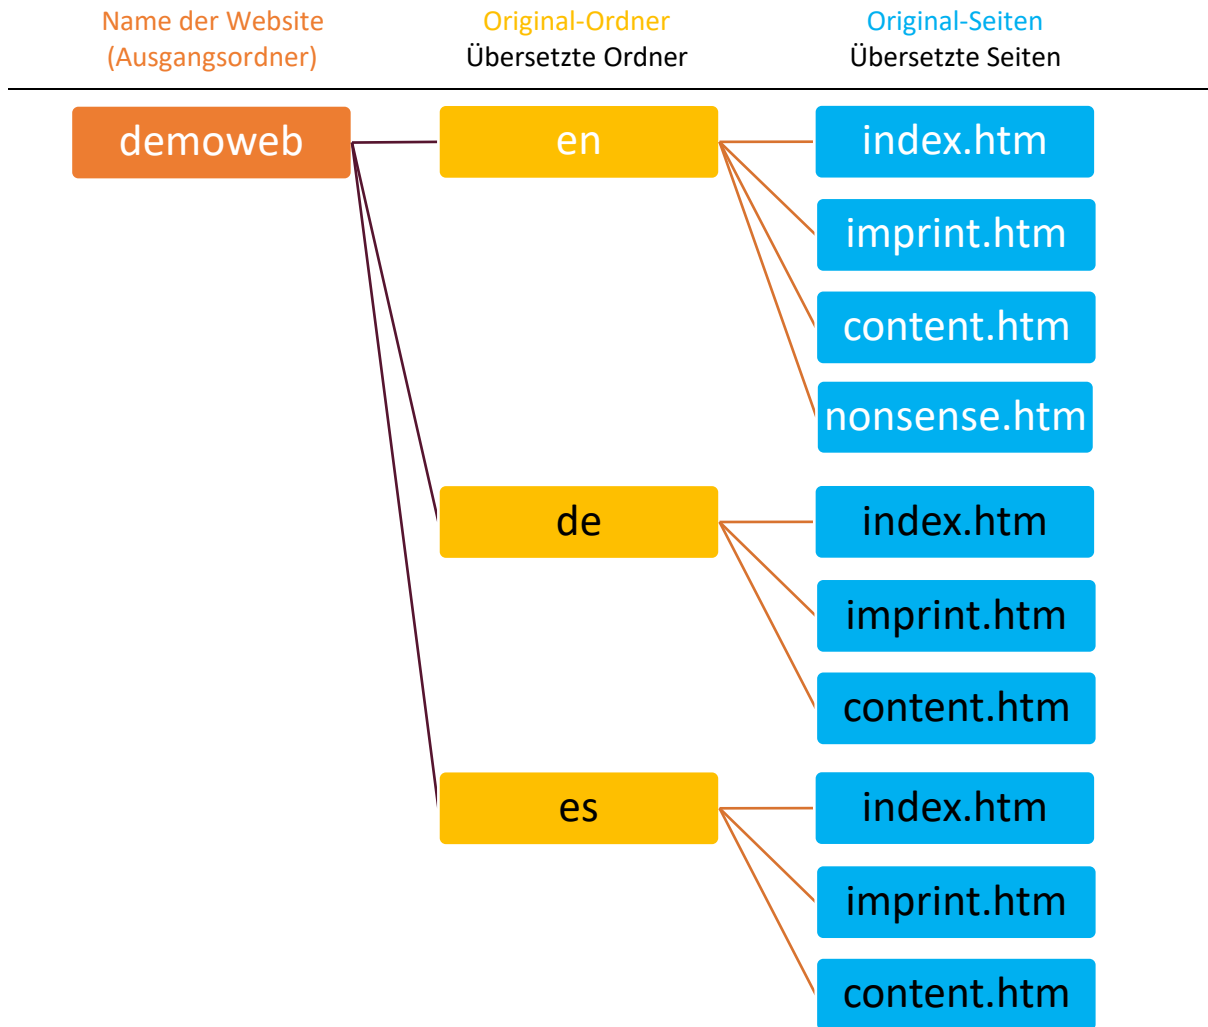 Name der Website
(Ausgangsordner)
Original-Ordner
Übersetzte Ordner
Original-Seiten
Übersetzte Seiten
demoweb
en
index.htm
imprint.htm
content.htm
nonsense.htm
de
index.htm
imprint.htm
content.htm
es
index.htm
imprint.htm
content.htm